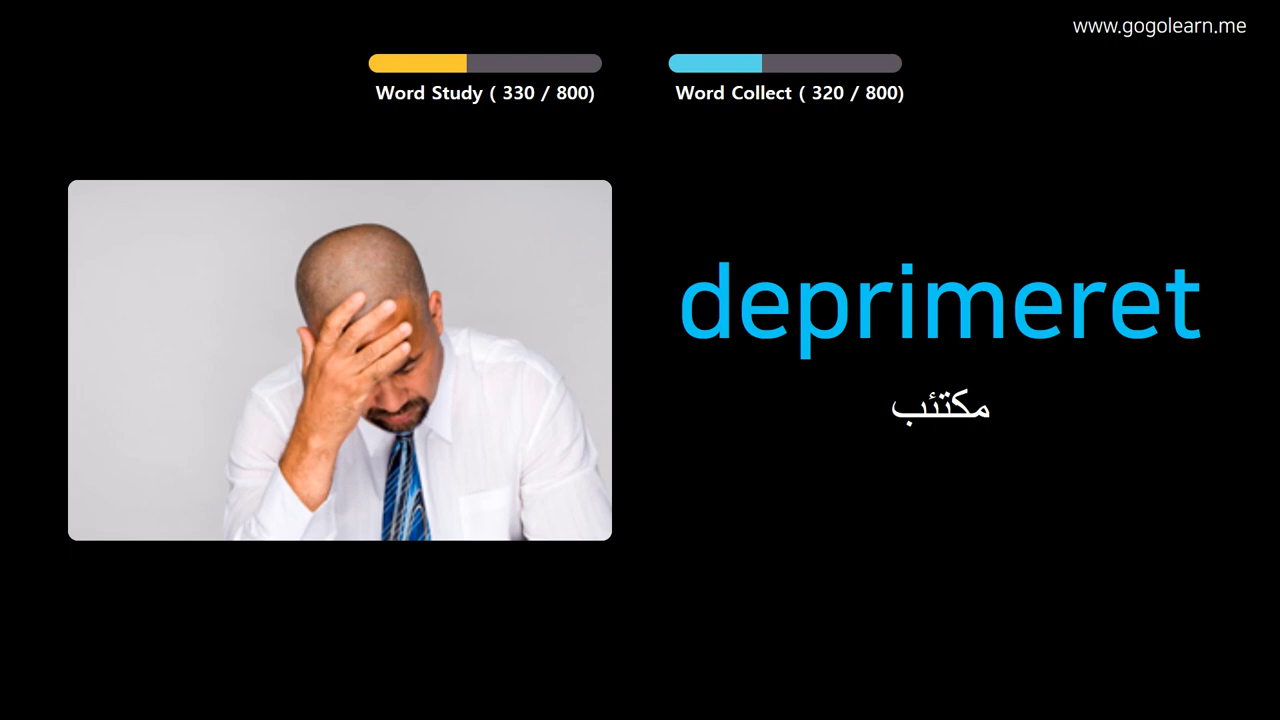 www.gogolearn.me
Word Study ( 330 / 800)
Word Collect ( 320 / 800)
deprimeret
مكتئب